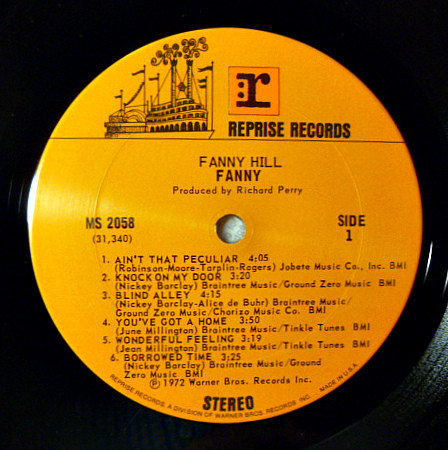 r
REPRISE RECORDS
FANNY HILL
FANNY
Produced by Richard Perry
MS 2058
(31,340)
SIDE
1
1. AIN'T THAT PECULIAR 4:05
(Robinson-Moore-Tarplin-Rogers) Jobete Music Co., Inc. BMI
2. KNOCK ON MY DOOR 3:20
(Nickey Barclay) Braintree Music/Ground Zero Music BMI
3. BLIND ALLEY 4:15
(Nickey Barclay-Alice de Buhr) Braintree Music/
Ground Zero Music/Chorizo Music Co. BMI
4. YOU'VE GOT A HOME 3:50
(June Millington) Braintree Music/Tinkle Tunes BMI
5. WONDERFUL FEELING 3:19
(Jean Millington) Braintree Music/Tinkle Tunes BMI
6. BORROWED TIME 3:25
(Nickey Barclay) Braintree Music/Ground
Zero Music BMI
Ⓟ 1972 Warner Bros. Records Inc.
STEREO
REPRISE RECORDS, A DIVISION OF WARNER BROS. RECORDS INC. MADE IN U.S.A.